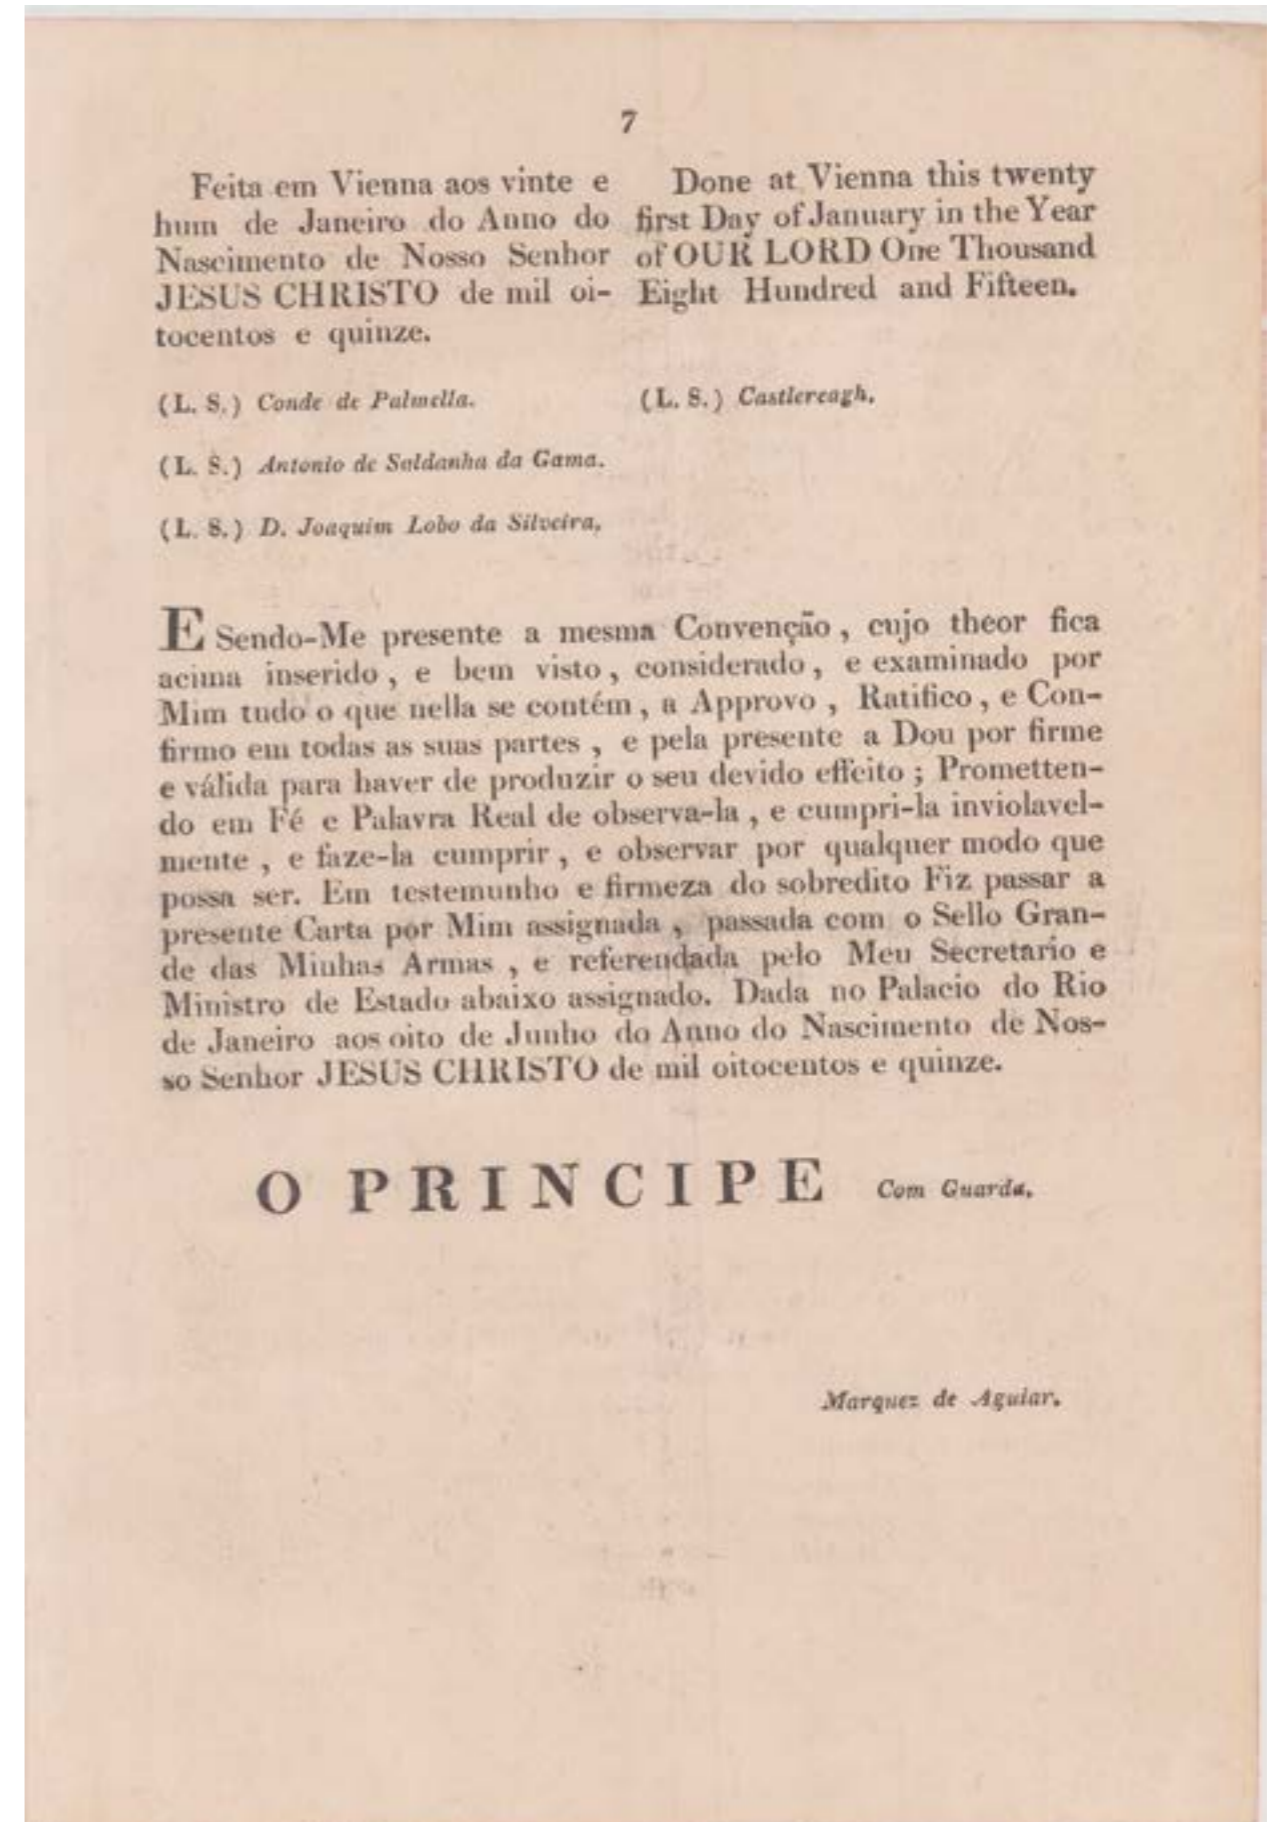 7
Feita em Vienna aos vinte e
hum de Janeiro do Anno do
Nascimento de Nosso Senhor
JESUS CHRISTO de mil oi-
tocentos e quinze.
Done at Vienna this twenty
first Day of January in the Year
of OUR LORD One Thousand
Eight Hundred and Fifteen.
(L. S.) Conde de Palmella.
(L. S.) Castlereagh.
(L. S.) Antonio de Saldanha da Gama.
(L. S.) D. Joaquim Lobo da Silveira.
E Sendo-Me presente a mesma Convenção, cujo theor fica
acima inserido, e bem visto, considerado, e examinado por
Mim tudo o que nella se contém, a Approvo, Ratifico, e Con-
firmo em todas as suas partes, e pela presente a Dou por firme
e válida para haver de produzir o seu devido effeito; Prometten-
do em Fé e Palavra Real de observa-la, e cumpri-la inviolavel-
mente, e faze-la cumprir, e observar por qualquer modo que
possa ser. Em testemunho e firmeza do sobredito Fiz passar a
presente Carta por Mim assignada, passada com o Sello Gran-
de das Minhas Armas, e referendada pelo Meu Secretario e
Ministro de Estado abaixo assignado. Dada no Palacio do Rio
de Janeiro aos oito de Junho do Anno do Nascimento de Nos-
so Senhor JESUS CHRISTO de mil oitocentos e quinze.
O PRINCIPE Com Guarda.
Marquez de Aguiar.